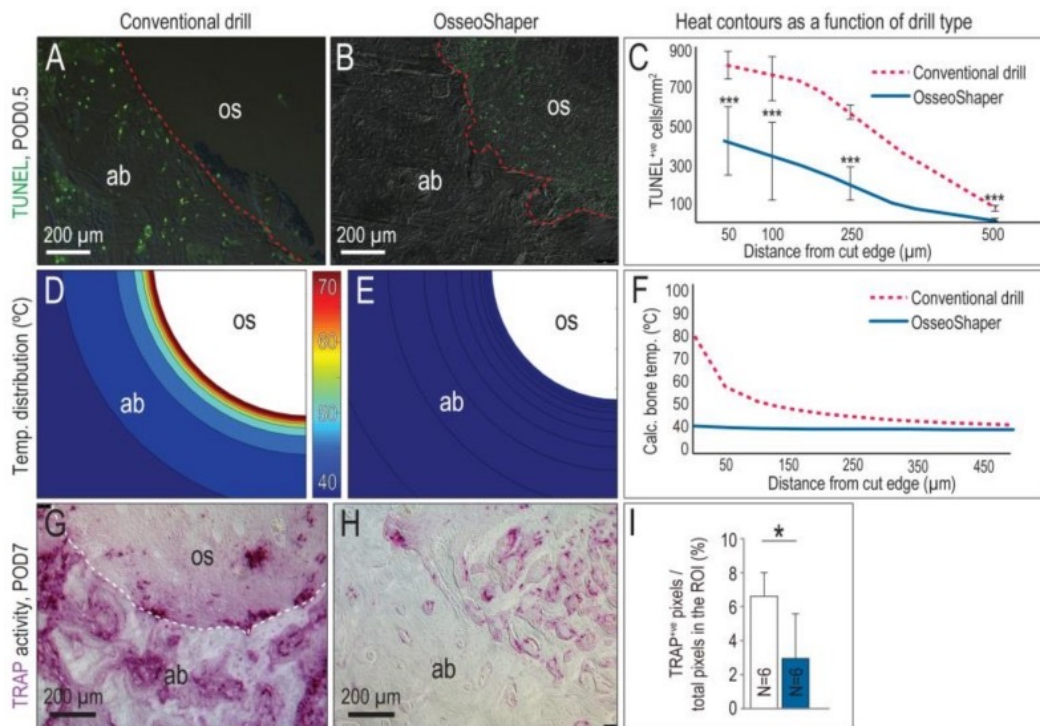 Conventional drill
OsseoShaper
Heat contours as a function of drill type
TUNEL, POD0.5
A
os
ab
200 µm
B
os
ab
200 µm
C
TUNEL+ve cells/mm2
900
700
500
300
100
***
***
***
***
Conventional drill
OsseoShaper
50
100
250
500
Distance from cut edge (µm)
Temp. distribution (ºC)
D
os
ab
70
60
50
40
E
os
ab
F
Calc. bone temp. (ºC)
100
90
80
70
60
50
40
0
Conventional drill
OsseoShaper
50
150
250
350
450
Distance from cut edge (µm)
TRAP activity, POD7
G
os
ab
200 µm
H
ab
200 µm
I
TRAP+ve pixels /
total pixels in the ROI (%)
10
8
6
4
2
0
*
N=6
N=6